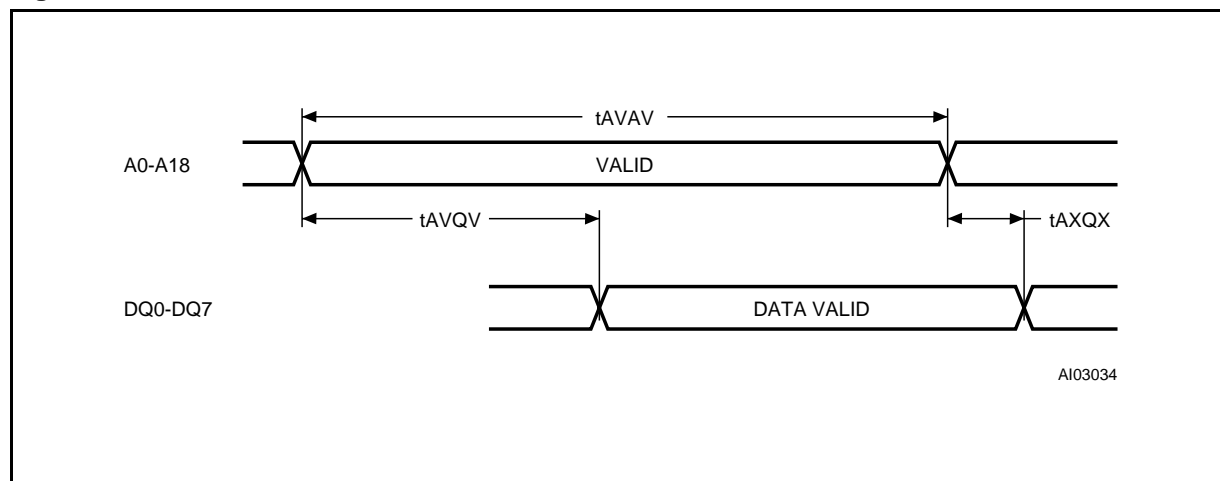 tAVAV
A0-A18
VALID
tAVQV
tAXQX
DQ0-DQ7
DATA VALID
AI03034